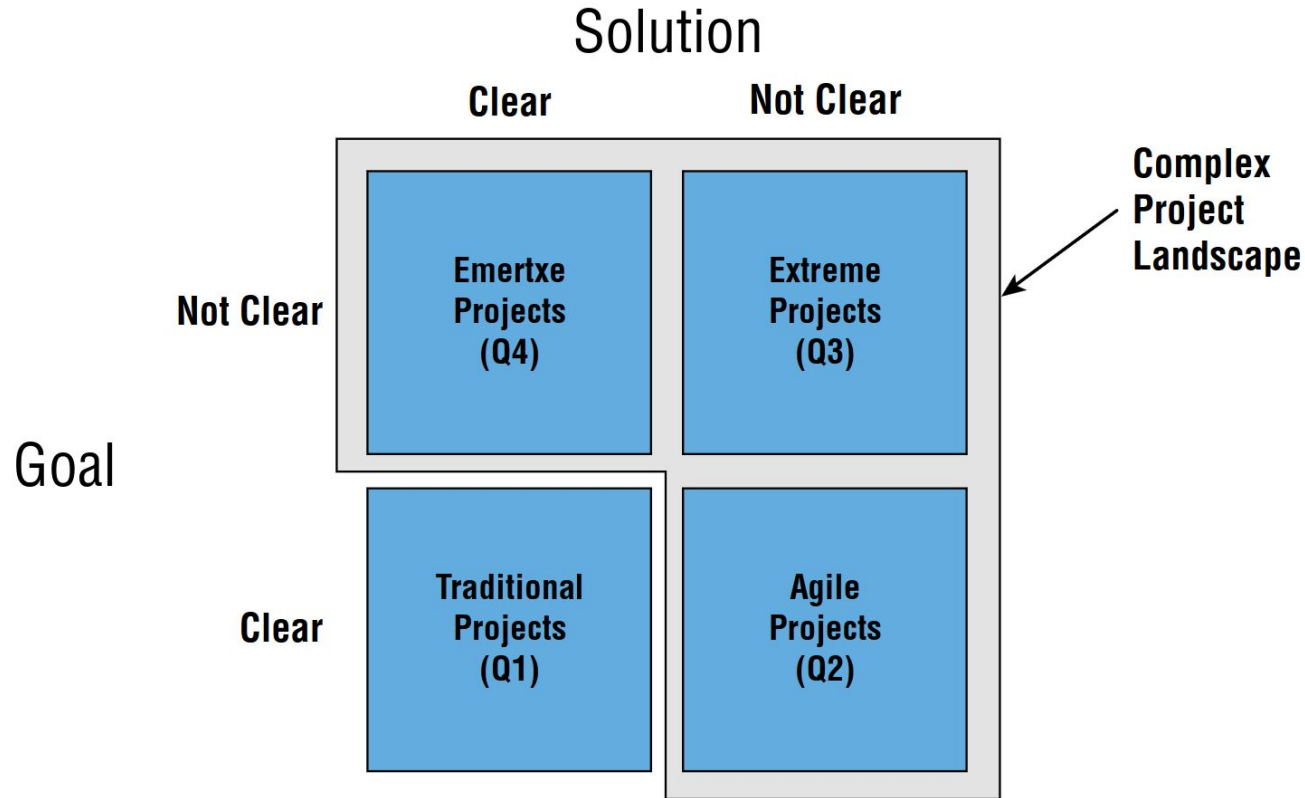 Solution
Clear
Not Clear
Complex
Project
Landscape
Not Clear
Emertxe
Projects
(Q4)
Extreme
Projects
(Q3)
Goal
Clear
Traditional
Projects
(Q1)
Agile
Projects
(Q2)